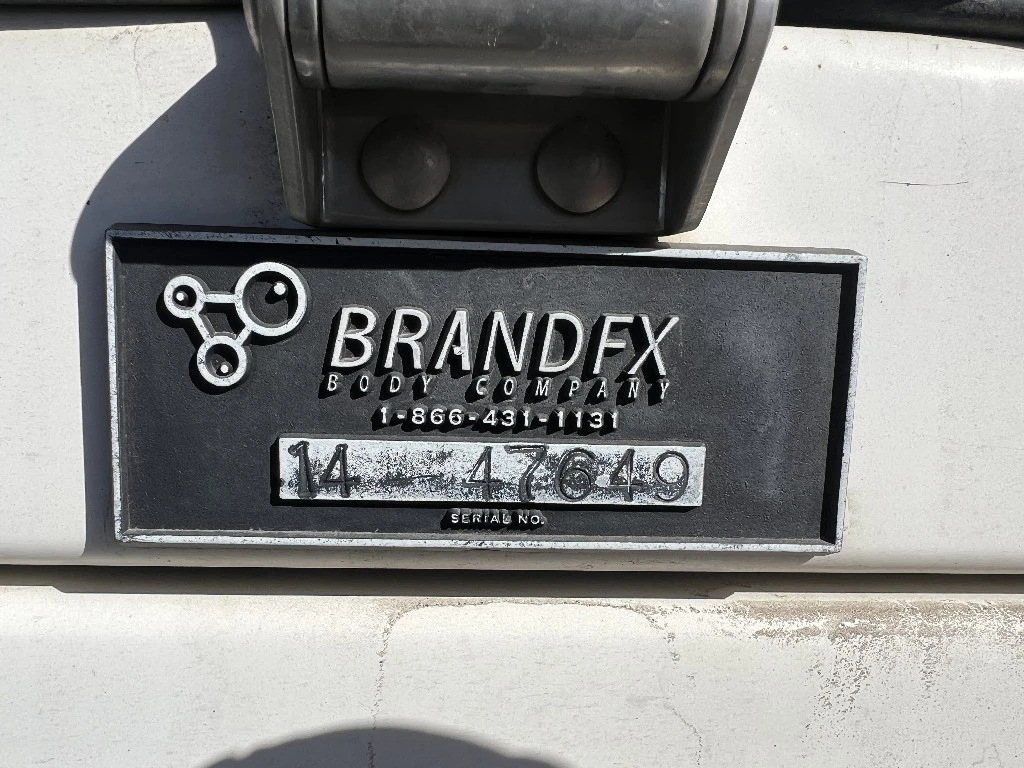 BRANDFX
BODY COMPANY
1-866-431-1131
14 - 47649
SERIAL NO.